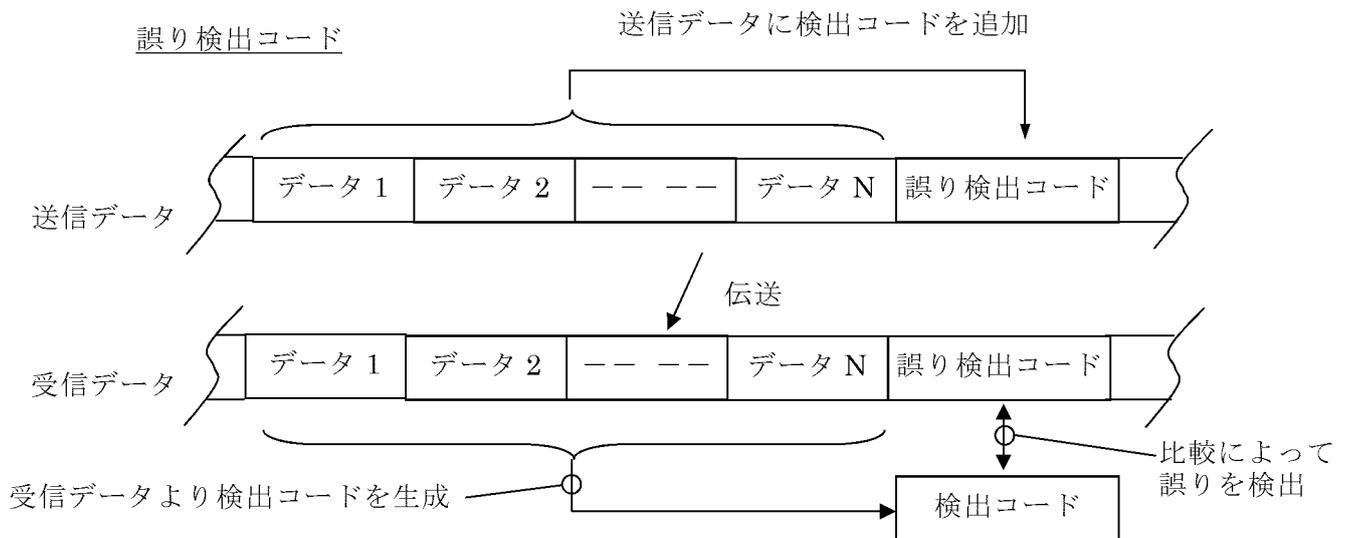 誤り検出コード
送信データに検出コードを追加
送信データ
データ 1
データ 2
−− −−
データ N
誤り検出コード
伝送
受信データ
データ 1
データ 2
−− −−
データ N
誤り検出コード
比較によって
誤りを検出
受信データより検出コードを生成
検出コード